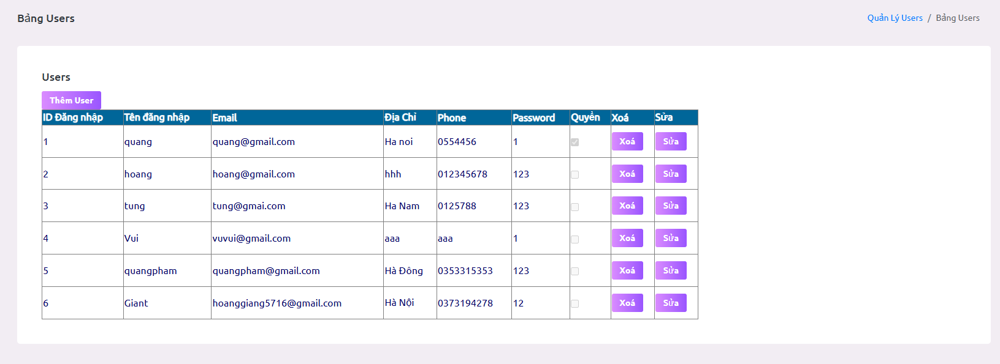 Bảng Users
Quản Lý Users / Bảng Users
Users
Thêm User
ID Đăng nhập Tên đăng nhập Email Địa Chỉ Phone Password Quyền Xoá Sửa
1 quang quang@gmail.com Ha noi 0554456 1 Xoá Sửa
2 hoang hoang@gmail.com hhh 012345678 123 Xoá Sửa
3 tung tung@gmai.com Ha Nam 0125788 123 Xoá Sửa
4 Vui vuvui@gmail.com aaa aaa 1 Xoá Sửa
5 quangpham quangpham@gmail.com Hà Đông 0353315353 123 Xoá Sửa
6 Giant hoanggiang5716@gmail.com Hà Nội 0373194278 12 Xoá Sửa